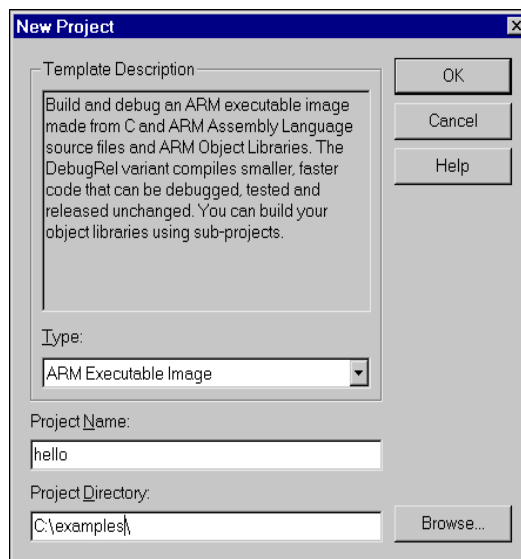 New Project
Template Description
Build and debug an ARM executable image
made from C and ARM Assembly Language
source files and ARM Object Libraries. The
DebugRel variant compiles smaller, faster
code that can be debugged, tested and
released unchanged. You can build your
object libraries using sub-projects.
Type:
ARM Executable Image
Project Name:
hello
Project Directory:
C:\examples\
OK
Cancel
Help
Browse...